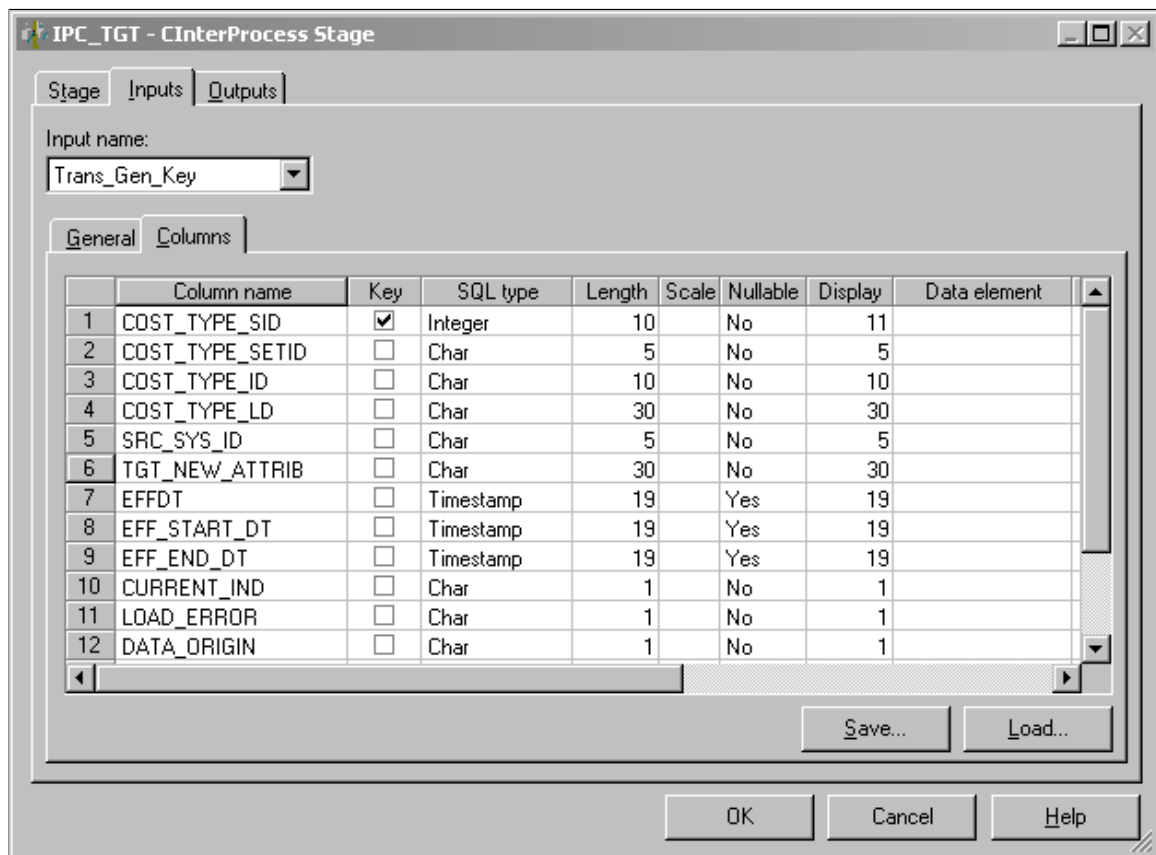 IPC_TGT - CInterProcess Stage
Stage Inputs Outputs
Input name:
Trans_Gen_Key
General Columns
Column name Key SQL type Length Scale Nullable Display Data element
1 COST_TYPE_SID Integer 10 No 11
2 COST_TYPE_SETID Char 5 No 5
3 COST_TYPE_ID Char 10 No 10
4 COST_TYPE_LD Char 30 No 30
5 SRC_SYS_ID Char 5 No 5
6 TGT_NEW_ATTRIB Char 30 No 30
7 EFFDT Timestamp 19 Yes 19
8 EFF_START_DT Timestamp 19 Yes 19
9 EFF_END_DT Timestamp 19 Yes 19
10 CURRENT_IND Char 1 No 1
11 LOAD_ERROR Char 1 No 1
12 DATA_ORIGIN Char 1 No 1
Save... Load...
OK Cancel Help